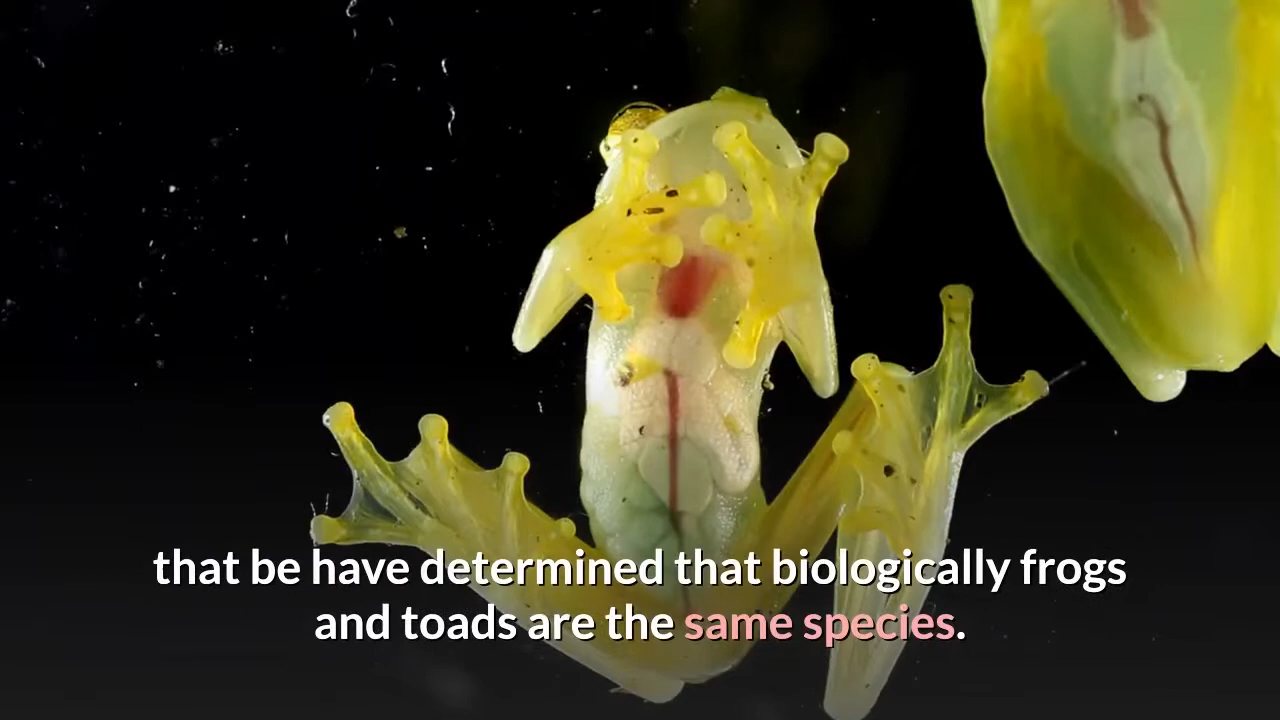 that be have determined that biologically frogs
and toads are the same species.